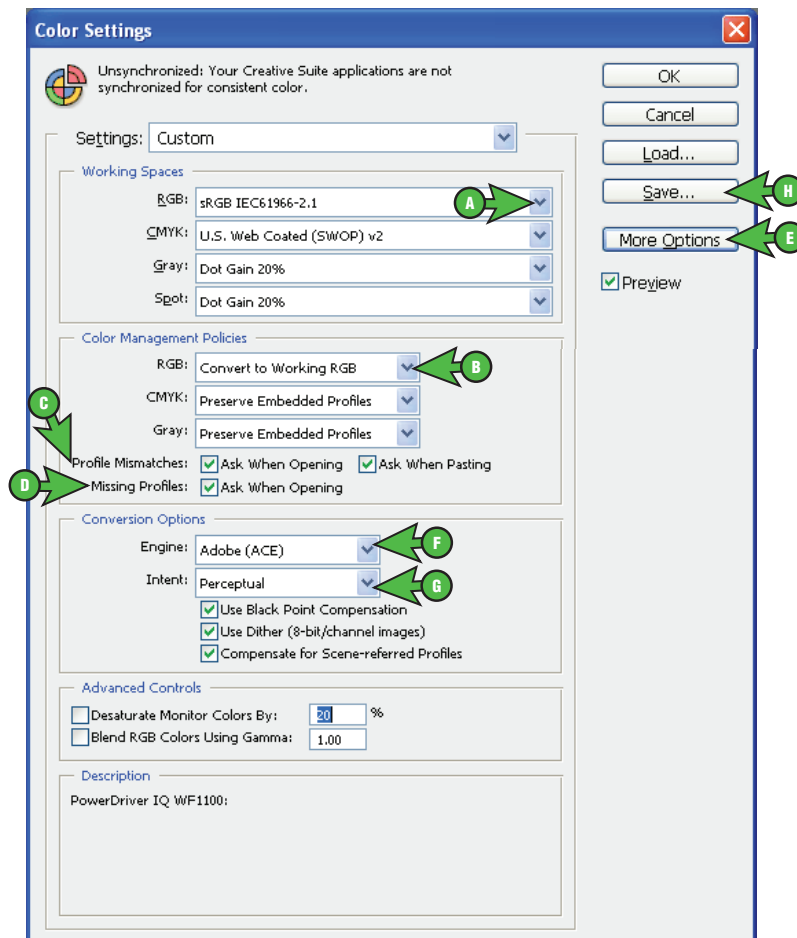 Color Settings
Unsynchronized: Your Creative Suite applications are not
synchronized for consistent color.
Settings: Custom
Working Spaces
RGB: sRGB IEC61966-2.1
A
CMYK: U.S. Web Coated (SWOP) v2
Gray: Dot Gain 20%
Spot: Dot Gain 20%
Color Management Policies
RGB: Convert to Working RGB
B
CMYK: Preserve Embedded Profiles
C
Gray: Preserve Embedded Profiles
Profile Mismatches: Ask When Opening Ask When Pasting
D
Missing Profiles: Ask When Opening
Conversion Options
Engine: Adobe (ACE)
F
Intent: Perceptual
G
Use Black Point Compensation
Use Dither (8-bit/channel images)
Compensate for Scene-referred Profiles
Advanced Controls
Desaturate Monitor Colors By: 20 %
Blend RGB Colors Using Gamma: 1.00
Description
PowerDriver IQ WF1100:
OK
Cancel
Load...
Save...
H
More Options
E
Preview